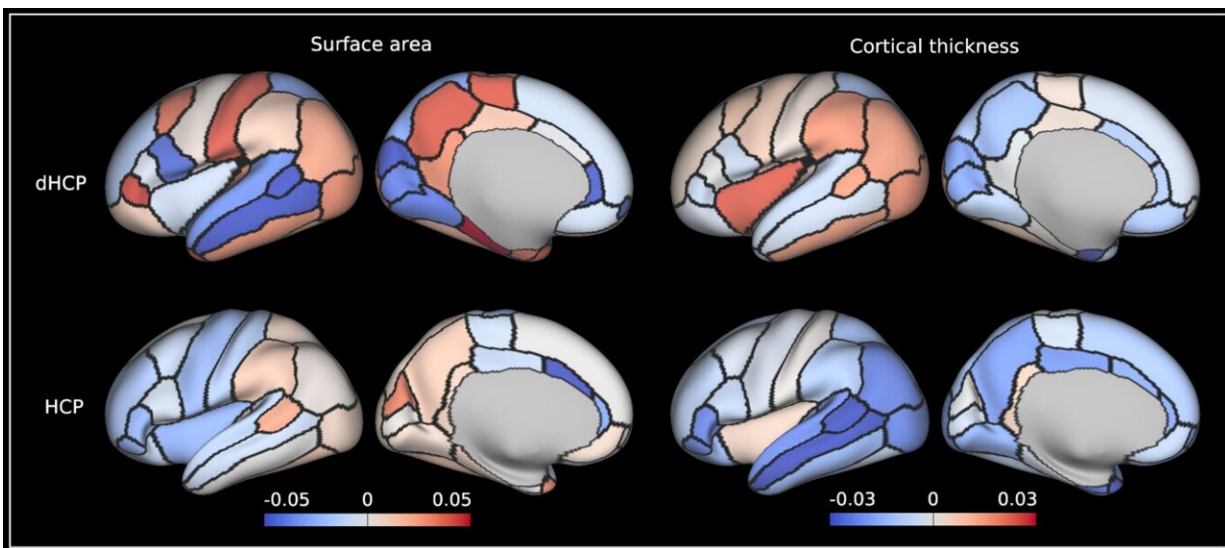 Surface area
Cortical thickness
dHCP
HCP
-0.05 0 0.05
-0.03 0 0.03